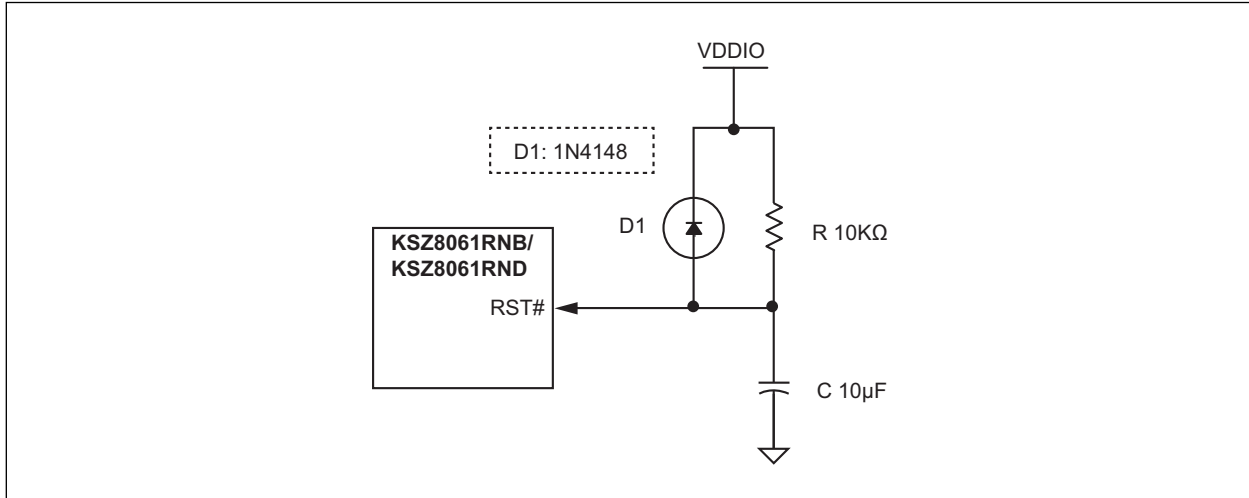 VDDIO
D1: 1N4148
D1
R 10KΩ
KSZ8061RNB/
KSZ8061RND
RST#
C 10µF